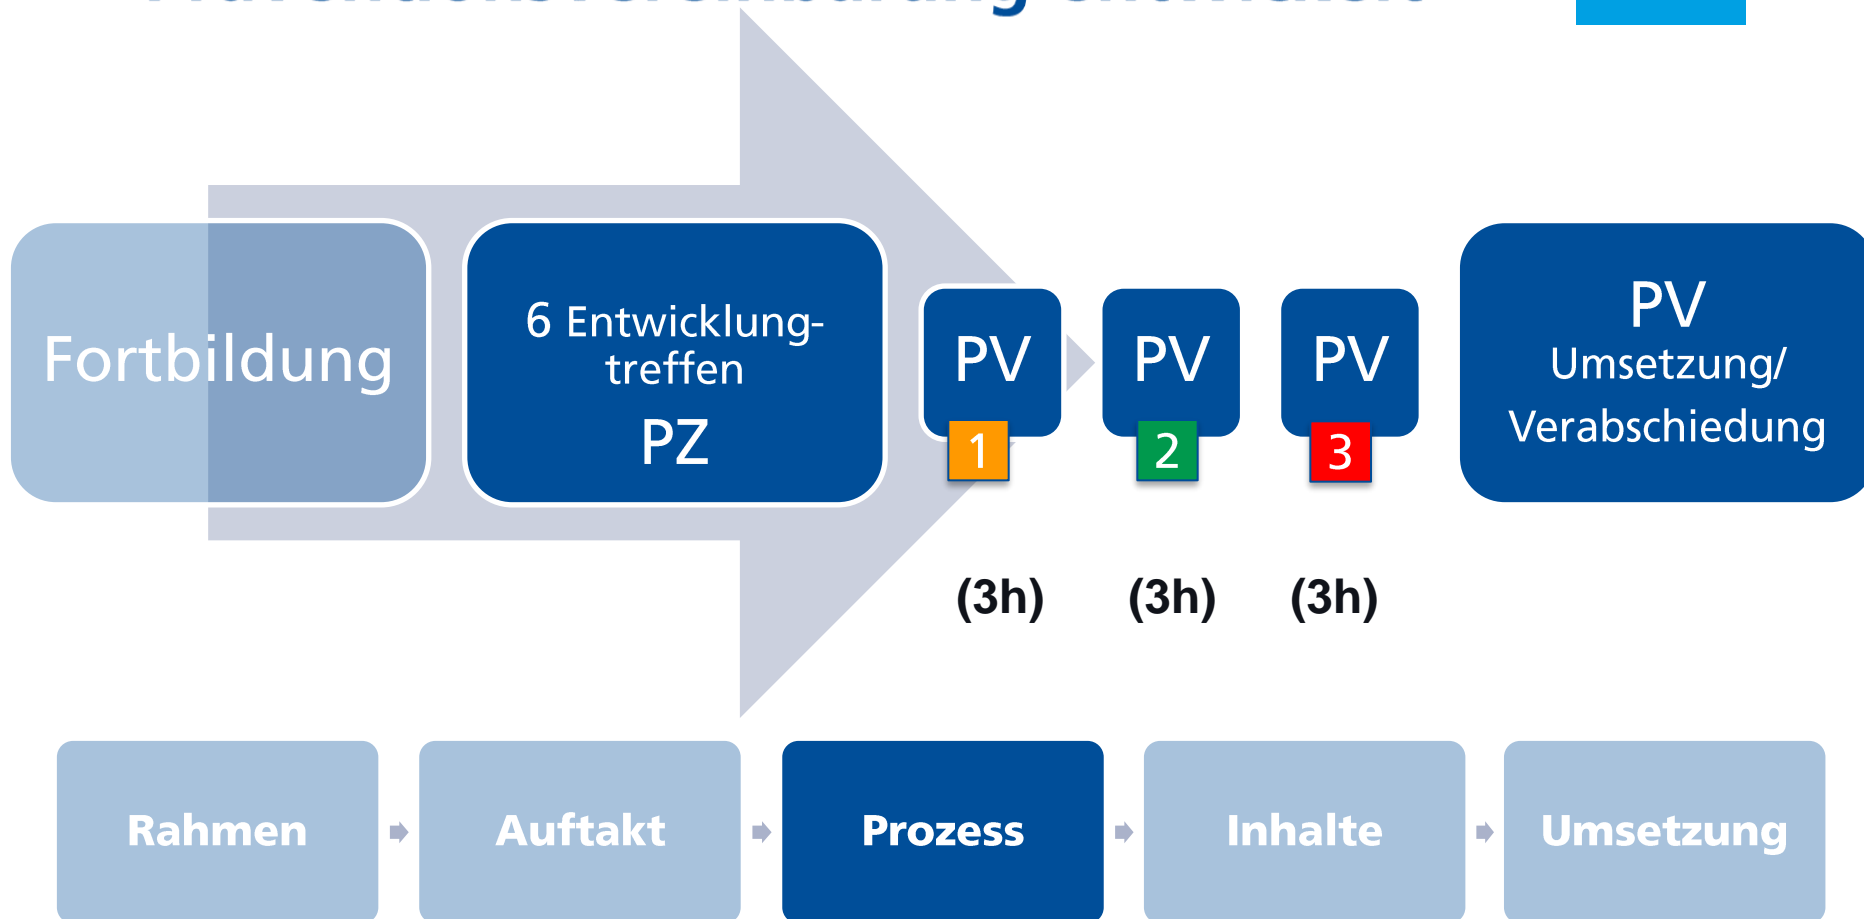 Fortbildung
6 Entwicklung-
treffen
PZ
PV
1
PV
2
PV
3
PV
Umsetzung/
Verabschiedung
(3h) (3h) (3h)
Rahmen
Auftakt
Prozess
Inhalte
Umsetzung